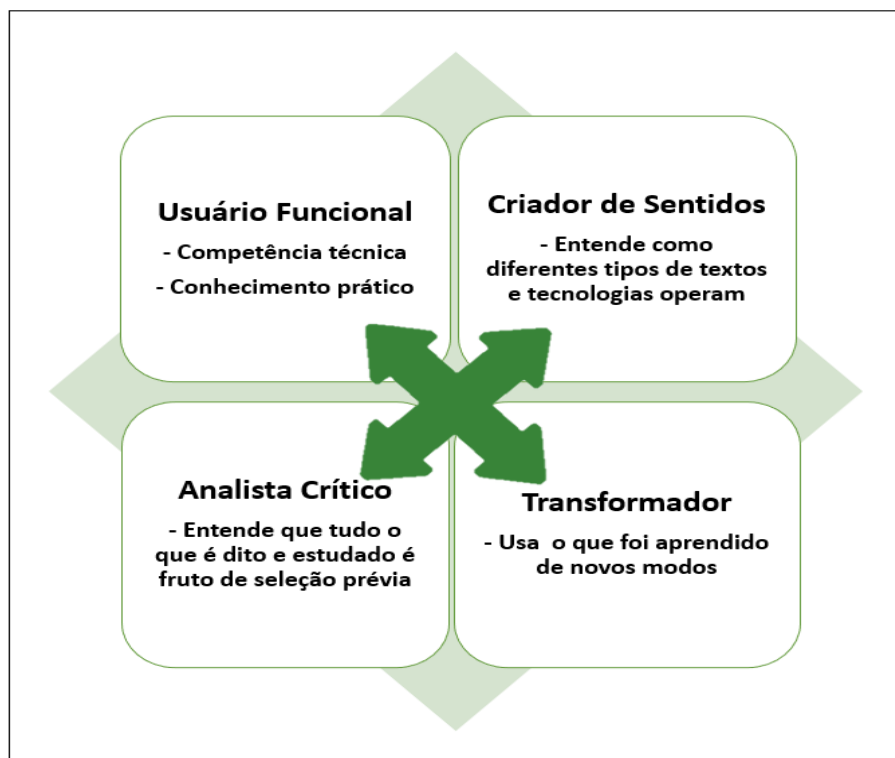 Usuário Funcional
- Competência técnica
- Conhecimento prático
Criador de Sentidos
- Entende como
diferentes tipos de textos
e tecnologias operam
Analista Crítico
- Entende que tudo o
que é dito e estudado é
fruto de seleção prévia
Transformador
- Usa  o que foi aprendido
de novos modos